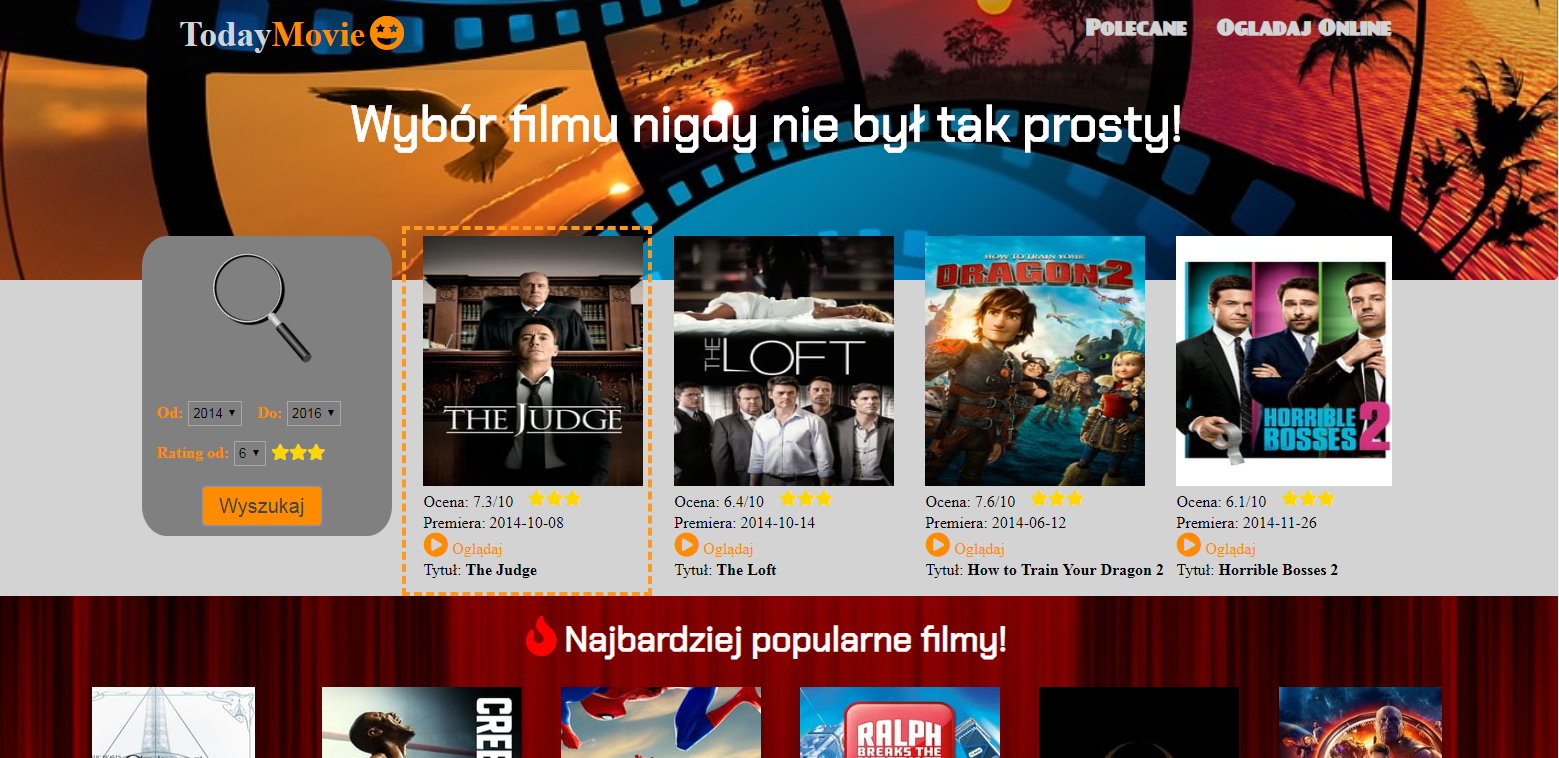 TodayMovie
Polecane Ogladaj Online
Wybór filmu nigdy nie był tak prosty!
Od: 2014 Do: 2016
Rating od: 6
Wyszukaj
THE JUDGE
Ocena: 7.3/10
Premiera: 2014-10-08
Oglądaj
Tytuł: The Judge
THE LOFT
Ocena: 6.4/10
Premiera: 2014-10-14
Oglądaj
Tytuł: The Loft
HOW TO TRAIN YOUR
DRAGON 2
Ocena: 7.6/10
Premiera: 2014-06-12
Oglądaj
Tytuł: How to Train Your Dragon 2
HORRIBLE
BOSSES 2
Ocena: 6.1/10
Premiera: 2014-11-26
Oglądaj
Tytuł: Horrible Bosses 2
Najbardziej popularne filmy!
RALPH
BREAKS THE